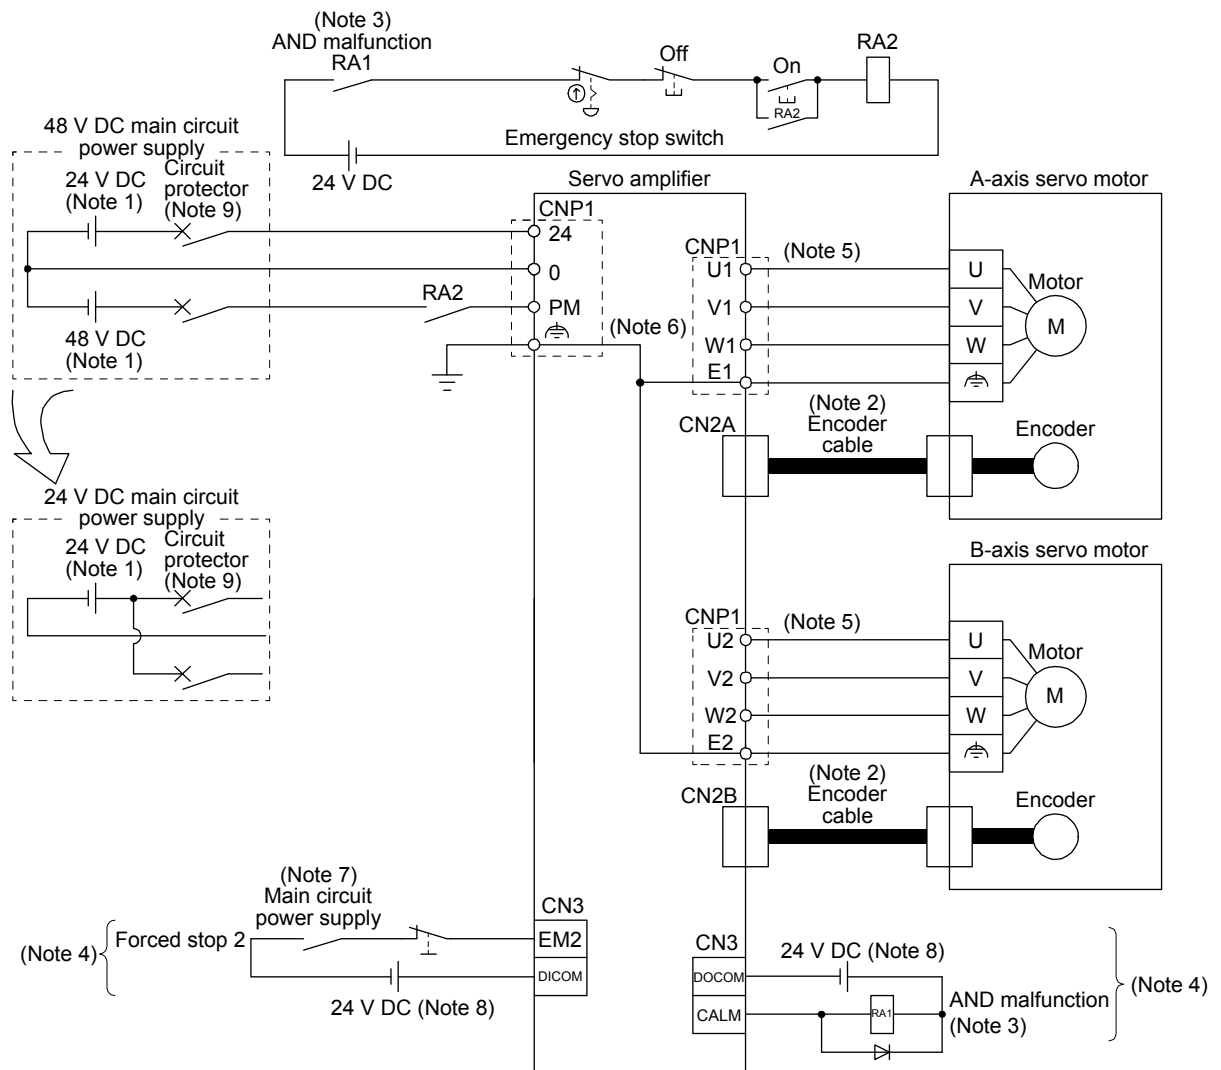 (Note 3)
AND malfunction
RA1
Off
On
RA2
RA2
Emergency stop switch
24 V DC
48 V DC main circuit
power supply
24 V DC
(Note 1)
Circuit
protector
(Note 9)
48 V DC
(Note 1)
RA2
Servo amplifier
CNP1
24
0
PM
(Note 6)
CNP1
U1
V1
W1
E1
(Note 5)
A-axis servo motor
U
V
W
Motor
M
CN2A
(Note 2)
Encoder
cable
Encoder
24 V DC main circuit
power supply
24 V DC
(Note 1)
Circuit
protector
(Note 9)
B-axis servo motor
CNP1
U2
V2
W2
E2
(Note 5)
U
V
W
Motor
M
CN2B
(Note 2)
Encoder
cable
Encoder
(Note 4)
Forced stop 2
(Note 7)
Main circuit
power supply
24 V DC (Note 8)
CN3
EM2
DICOM
CN3
DOCOM
CALM
24 V DC (Note 8)
RA1
AND malfunction
(Note 3)
(Note 4)